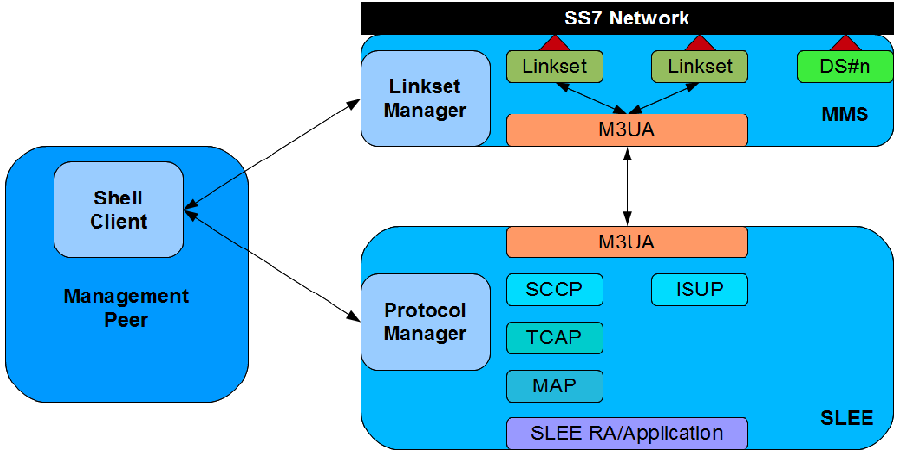 SS7 Network
Linkset
Linkset
DS#n
Linkset
Manager
MMS
M3UA
Shell
Client
Management
Peer
M3UA
SCCP
ISUP
Protocol
Manager
TCAP
MAP
SLEE
SLEE RA/Application